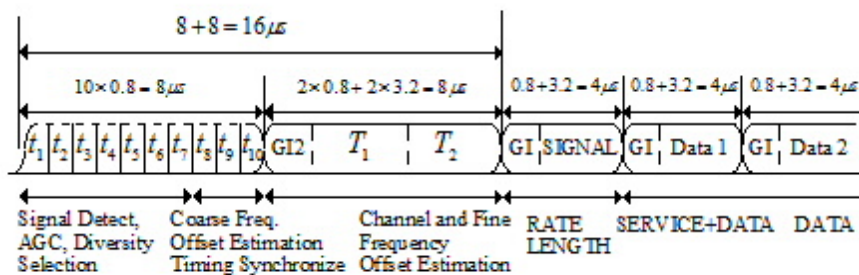 8+8=16μs
10×0.8=8μs 2×0.8+2×3.2=8μs 0.8+3.2=4μs 0.8+3.2=4μs 0.8+3.2=4μs
t1 t2 t3 t4 t5 t6 t7 t8 t9 t10 GI2 T1 T2 GI SIGNAL GI Data 1 GI Data 2
Signal Detect,
AGC, Diversity
Selection
Coarse Freq.
Offset Estimation
Timing Synchronize
Channel and Fine
Frequency
Offset Estimation
RATE
LENGTH
SERVICE+DATA DATA